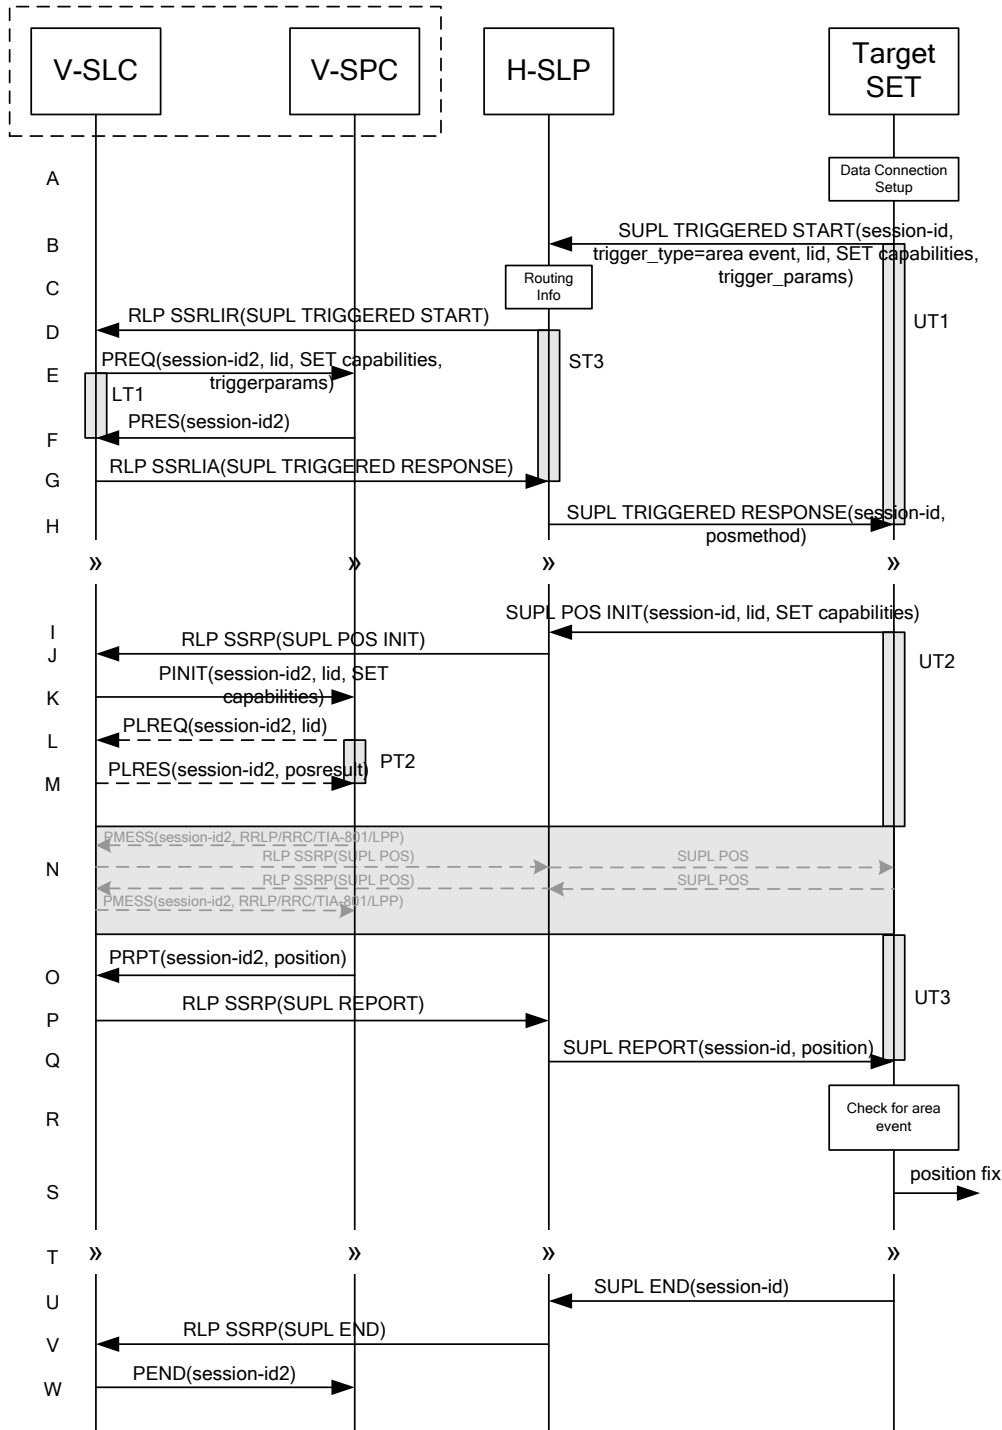 V-SLC
V-SPC
H-SLP
Target
SET
A
Data Connection
Setup
B
SUPL TRIGGERED START(session-id,
trigger_type=area event, lid, SET capabilities,
trigger_params)
C
Routing
Info
UT1
D
RLP SSRLIR(SUPL TRIGGERED START)
ST3
E
PREQ(session-id2, lid, SET capabilities,
triggerparams)
LT1
F
PRES(session-id2)
G
RLP SSRLIA(SUPL TRIGGERED RESPONSE)
H
SUPL TRIGGERED RESPONSE(session-id,
posmethod)
» » » »
I
SUPL POS INIT(session-id, lid, SET capabilities)
J
RLP SSRP(SUPL POS INIT)
UT2
K
PINIT(session-id2, lid, SET
capabilities)
L
PLREQ(session-id2, lid)
PT2
M
PLRES(session-id2, posresult)
N
PMESS(session-id2, RRLP/RRC/TIA-801/LPP)
RLP SSRP(SUPL POS)
SUPL POS
RLP SSRP(SUPL POS)
SUPL POS
PMESS(session-id2, RRLP/RRC/TIA-801/LPP)
O
PRPT(session-id2, position)
UT3
P
RLP SSRP(SUPL REPORT)
Q
SUPL REPORT(session-id, position)
R
Check for area
event
S
position fix
T
» » » »
U
SUPL END(session-id)
V
RLP SSRP(SUPL END)
W
PEND(session-id2)